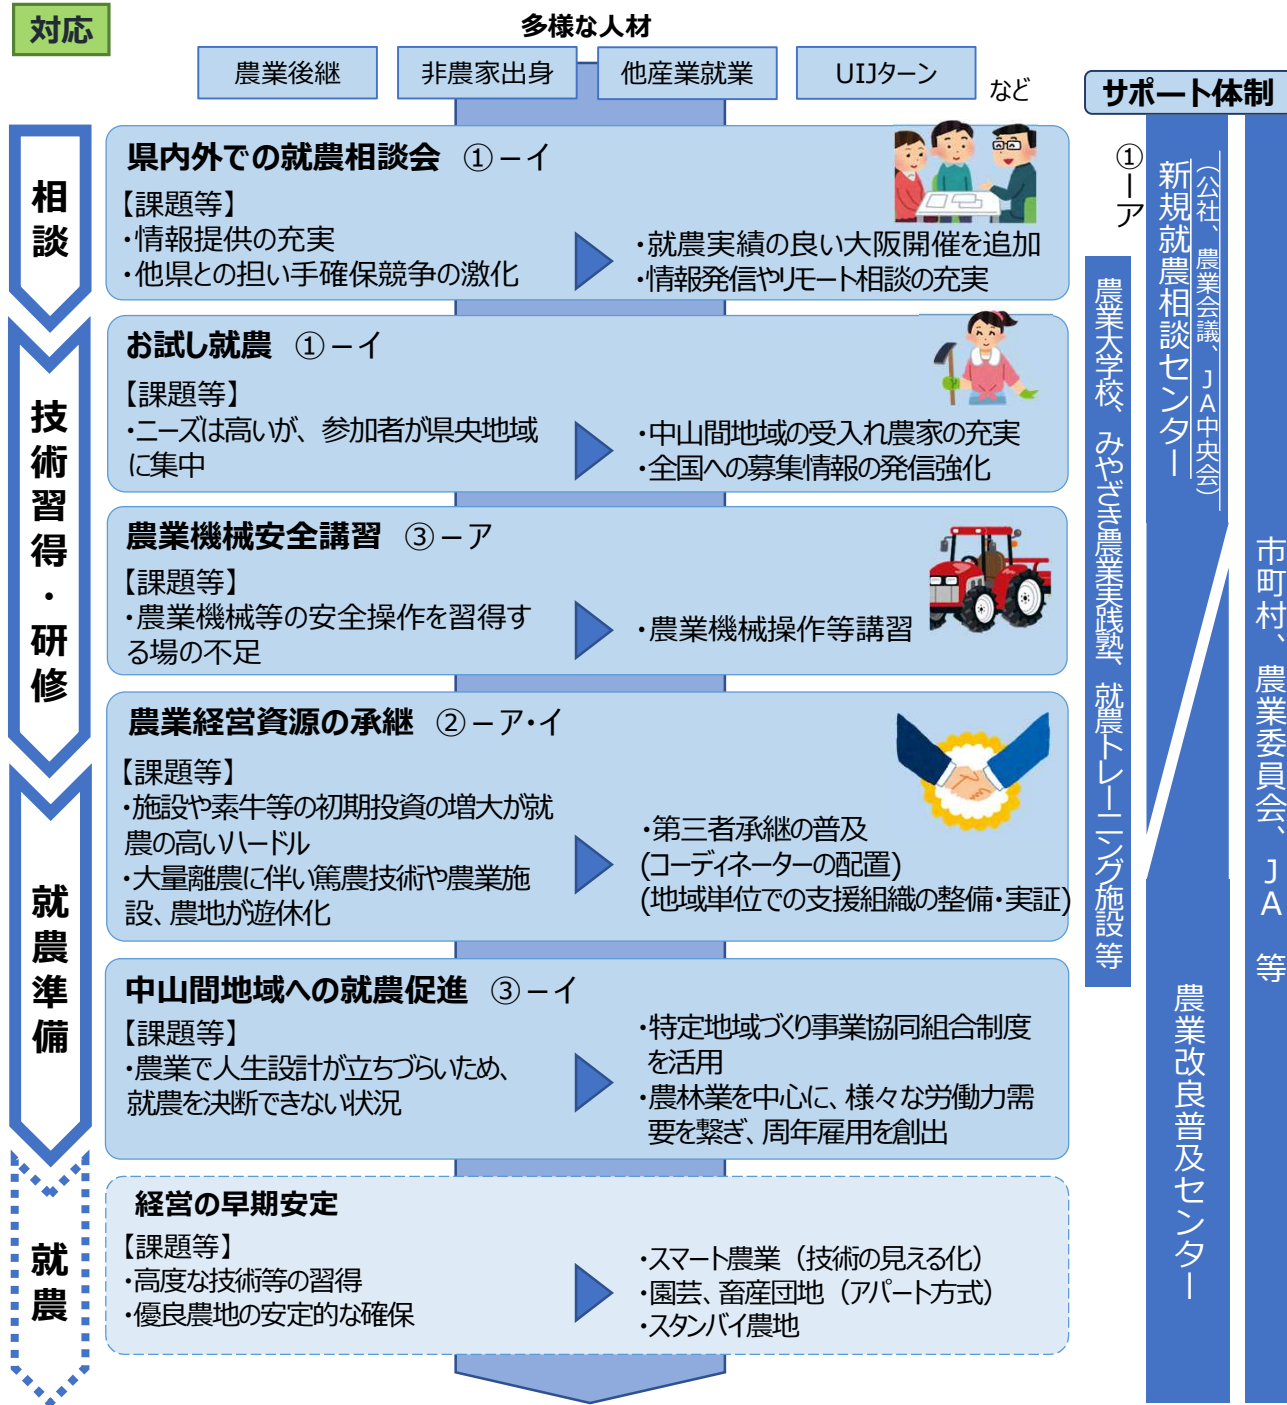 対応
多様な人材
農業後継
非農家出身
他産業就業
UIJターン
など
サポート体制
相談
県内外での就農相談会 ①－イ
【課題等】
・情報提供の充実
・他県との担い手確保競争の激化
・就農実績の良い大阪開催を追加
・情報発信やリモート相談の充実
技術習得・研修
お試し就農 ①－イ
【課題等】
・ニーズは高いが、参加者が県央地域
に集中
・中山間地域の受入れ農家の充実
・全国への募集情報の発信強化
農業機械安全講習 ③－ア
【課題等】
・農業機械等の安全操作を習得す
る場の不足
・農業機械操作等講習
就農準備
農業経営資源の承継 ②－ア・イ
【課題等】
・施設や素牛等の初期投資の増大が就
農の高いハードル
・大量離農に伴い篤農技術や農業施
設、農地が遊休化
・第三者承継の普及
(コーディネーターの配置)
(地域単位での支援組織の整備・実証)
中山間地域への就農促進 ③－イ
【課題等】
・農業で人生設計が立ちづらいため、
就農を決断できない状況
・特定地域づくり事業協同組合制度
を活用
・農林業を中心に、様々な労働力需
要を繋ぎ、周年雇用を創出
就農
経営の早期安定
【課題等】
・高度な技術等の習得
・優良農地の安定的な確保
・スマート農業（技術の見える化）
・園芸、畜産団地（アパート方式）
・スタンバイ農地
①－ア
農業大学校、みやざき農業実践塾、就農トレーニング施設 等
新規就農相談センター
（公社、農業会議、JA中央会）
農業改良普及センター
市町村、農業委員会、JA 等